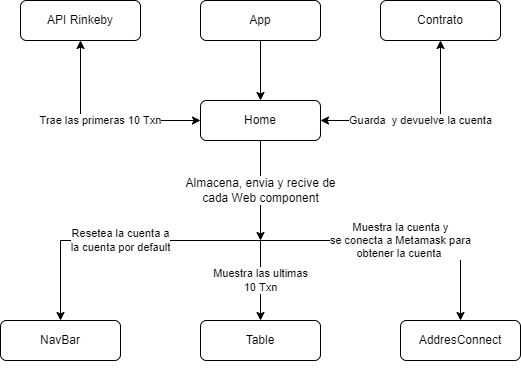 API Rinkeby
App
Contrato
Trae las primeras 10 Txn
Home
Guarda y devuelve la cuenta
Almacena, envia y recive de
cada Web component
Resetea la cuenta a
la cuenta por default
Muestra las ultimas
10 Txn
Muestra la cuenta y
se conecta a Metamask para
obtener la cuenta
NavBar
Table
AddresConnect